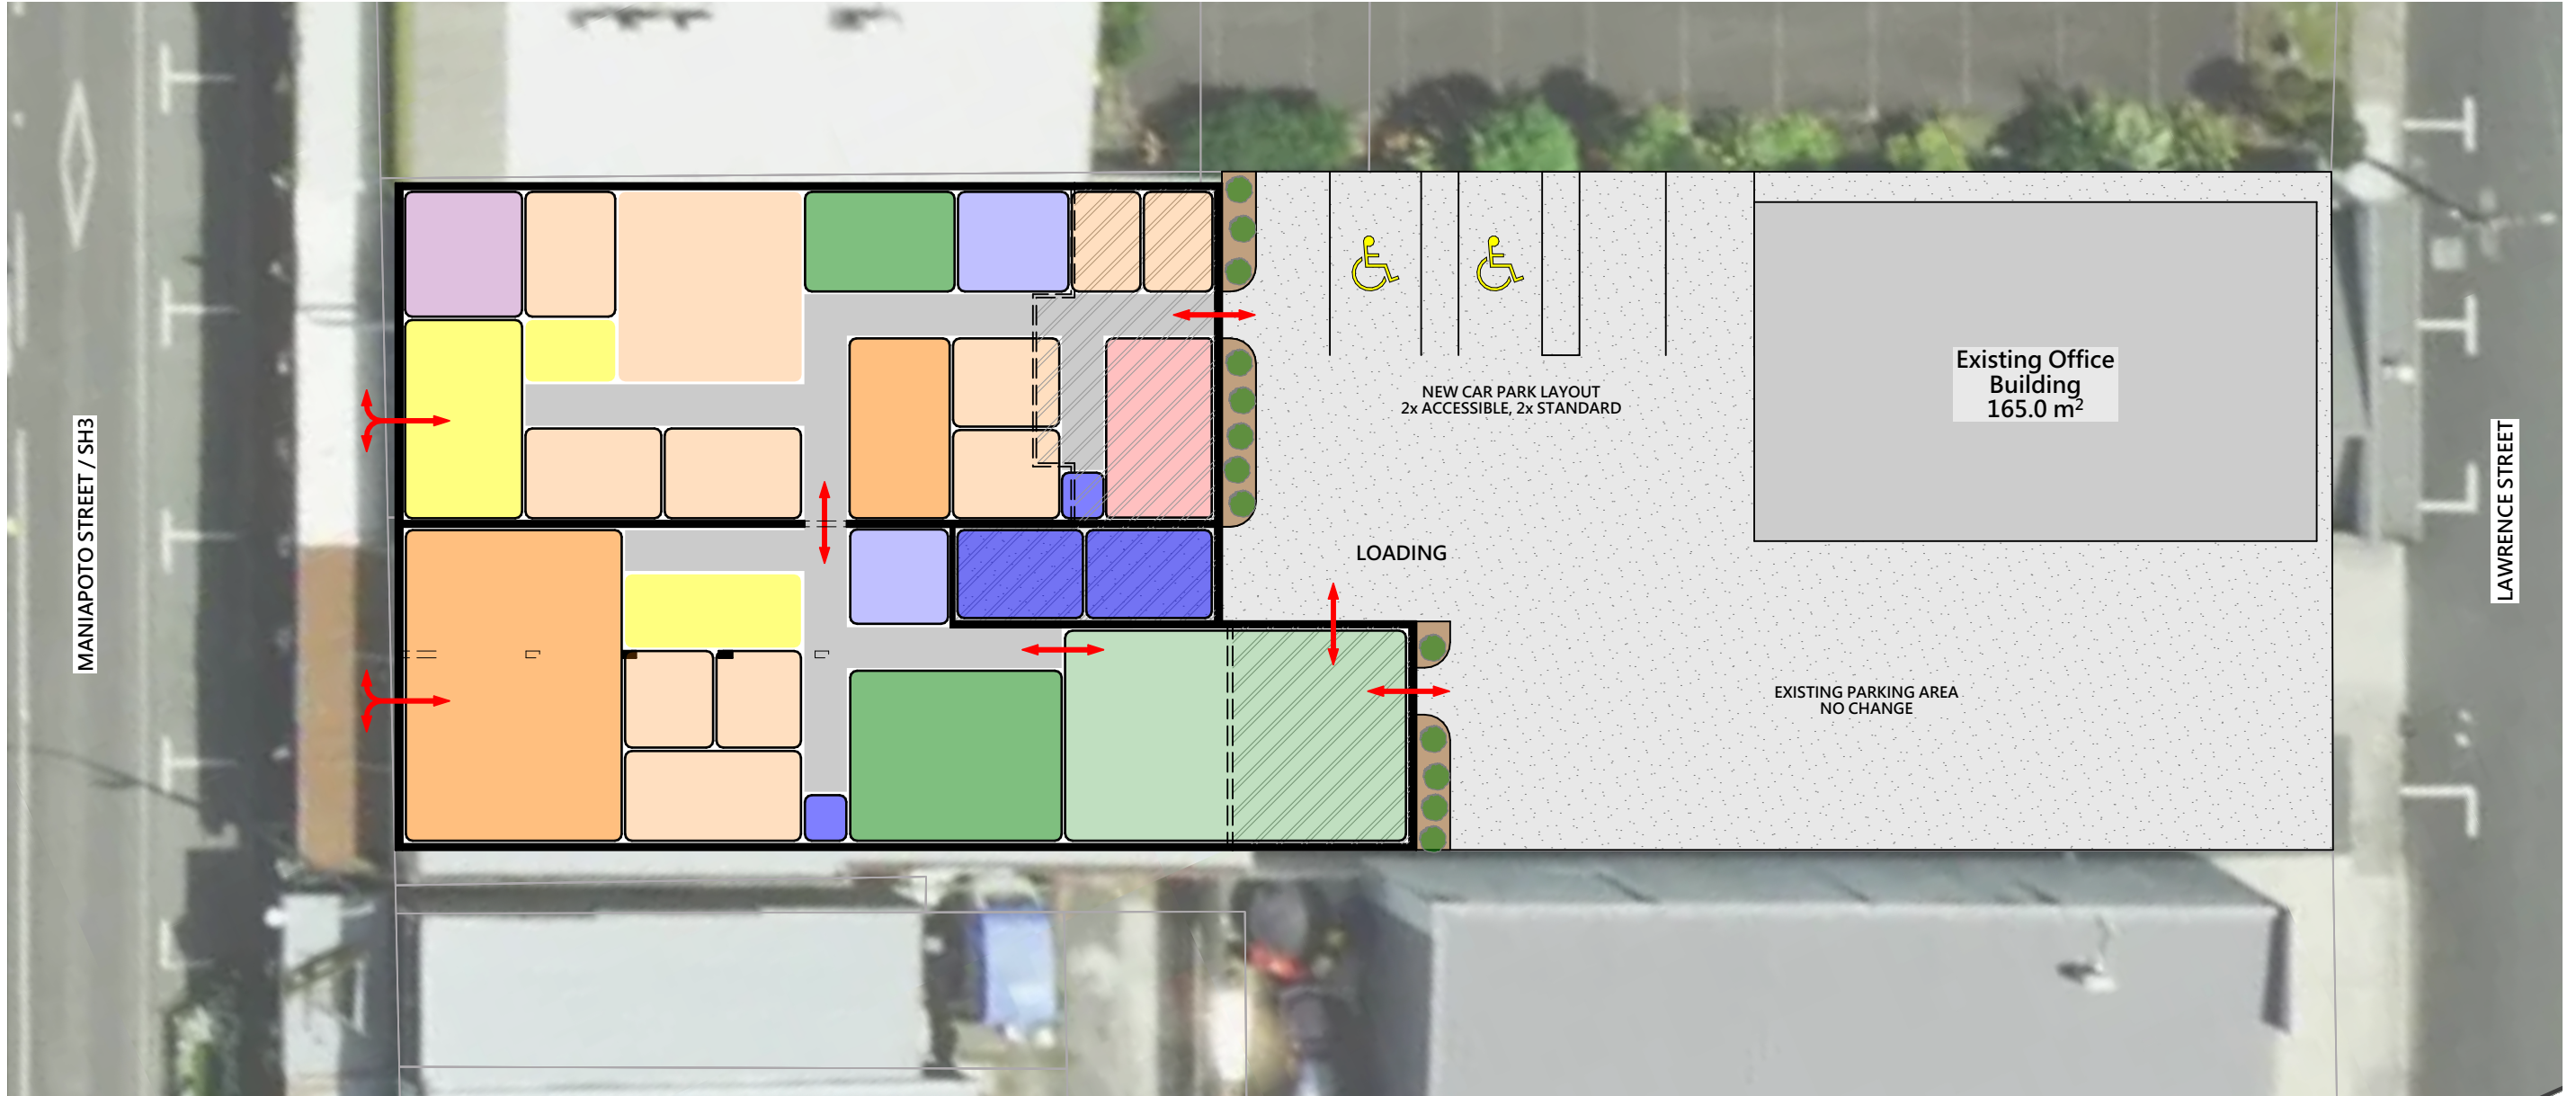 MANIAPOTO STREET / SH3
NEW CAR PARK LAYOUT
2x ACCESSIBLE, 2x STANDARD
Existing Office
Building
165.0 m²
LOADING
EXISTING PARKING AREA
NO CHANGE
LAWRENCE STREET